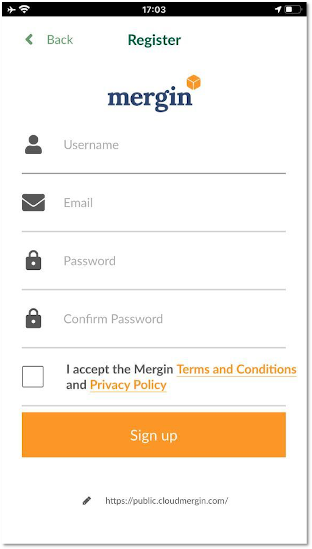 17:03
Back
Register
mergin
Username
Email
Password
Confirm Password
I accept the Mergin Terms and Conditions
and Privacy Policy
Sign up
https://public.cloudmergin.com/